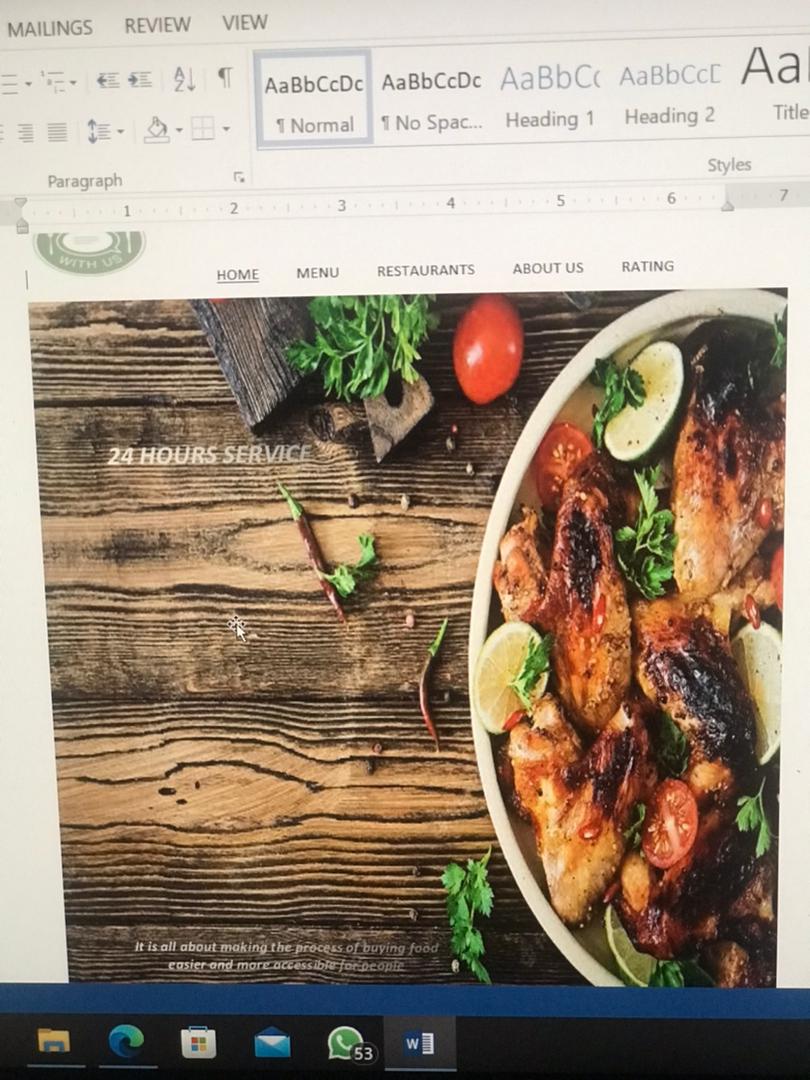 MAILINGS REVIEW VIEW
AaBbCcDc AaBbCcDc AaBbC AaBbCc
¶ Normal ¶ No Spac... Heading 1 Heading 2 Title
Paragraph Styles
1 2 3 4 5 6 7
WITH US
HOME MENU RESTAURANTS ABOUT US RATING
24 HOURS SERVICE
It is all about making the process of buying food
easier and more accessible for people
53